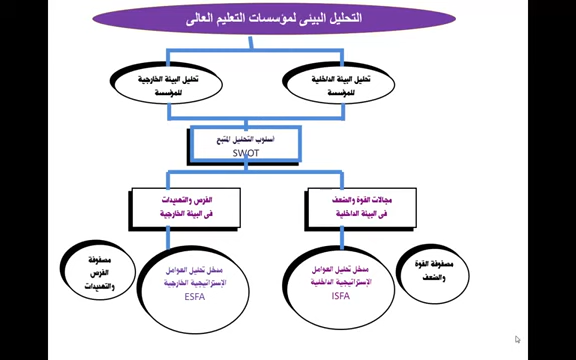 التحليل البيئى لمؤسسات التعليم العالى
تحليل البيئة الداخلية
للمؤسسة
تحليل البيئة الخارجية
للمؤسسة
اسلوب التحليل المتبع
SWOT
مجالات القوة والضعف
فى البيئة الداخلية
الفرص والتهديدات
فى البيئة الخارجية
مصفوفة القوة
والضعف
مدخل تحليل العوامل
الإستراتيجية الداخلية
ISFA
مدخل تحليل العوامل
الإستراتيجية الخارجية
ESFA
مصفوفة
الفرص
والتهديدات